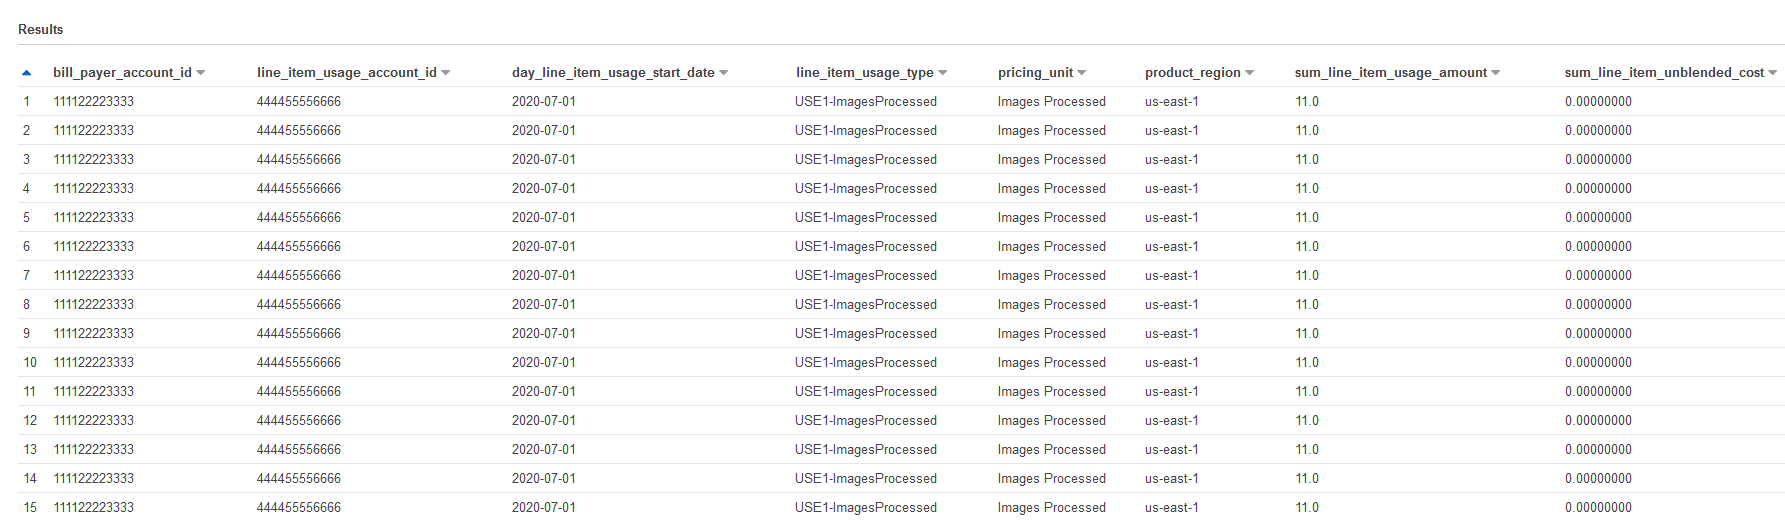 Results
bill_payer_account_id line_item_usage_account_id day_line_item_usage_start_date line_item_usage_type pricing_unit product_region sum_line_item_usage_amount sum_line_item_unblended_cost
1 111122223333 444455556666 2020-07-01 USE1-ImagesProcessed Images Processed us-east-1 11.0 0.00000000
2 111122223333 444455556666 2020-07-01 USE1-ImagesProcessed Images Processed us-east-1 11.0 0.00000000
3 111122223333 444455556666 2020-07-01 USE1-ImagesProcessed Images Processed us-east-1 11.0 0.00000000
4 111122223333 444455556666 2020-07-01 USE1-ImagesProcessed Images Processed us-east-1 11.0 0.00000000
5 111122223333 444455556666 2020-07-01 USE1-ImagesProcessed Images Processed us-east-1 11.0 0.00000000
6 111122223333 444455556666 2020-07-01 USE1-ImagesProcessed Images Processed us-east-1 11.0 0.00000000
7 111122223333 444455556666 2020-07-01 USE1-ImagesProcessed Images Processed us-east-1 11.0 0.00000000
8 111122223333 444455556666 2020-07-01 USE1-ImagesProcessed Images Processed us-east-1 11.0 0.00000000
9 111122223333 444455556666 2020-07-01 USE1-ImagesProcessed Images Processed us-east-1 11.0 0.00000000
10 111122223333 444455556666 2020-07-01 USE1-ImagesProcessed Images Processed us-east-1 11.0 0.00000000
11 111122223333 444455556666 2020-07-01 USE1-ImagesProcessed Images Processed us-east-1 11.0 0.00000000
12 111122223333 444455556666 2020-07-01 USE1-ImagesProcessed Images Processed us-east-1 11.0 0.00000000
13 111122223333 444455556666 2020-07-01 USE1-ImagesProcessed Images Processed us-east-1 11.0 0.00000000
14 111122223333 444455556666 2020-07-01 USE1-ImagesProcessed Images Processed us-east-1 11.0 0.00000000
15 111122223333 444455556666 2020-07-01 USE1-ImagesProcessed Images Processed us-east-1 11.0 0.00000000